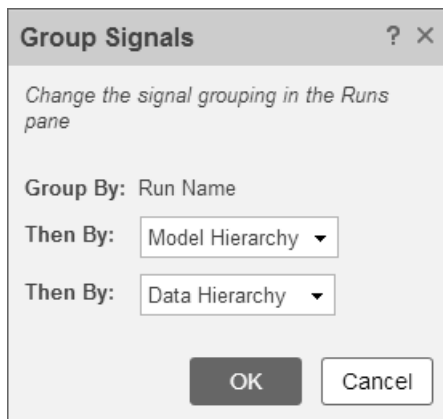 Group Signals ? ×
Change the signal grouping in the Runs
pane
Group By: Run Name
Then By: Model Hierarchy
Then By: Data Hierarchy
OK Cancel